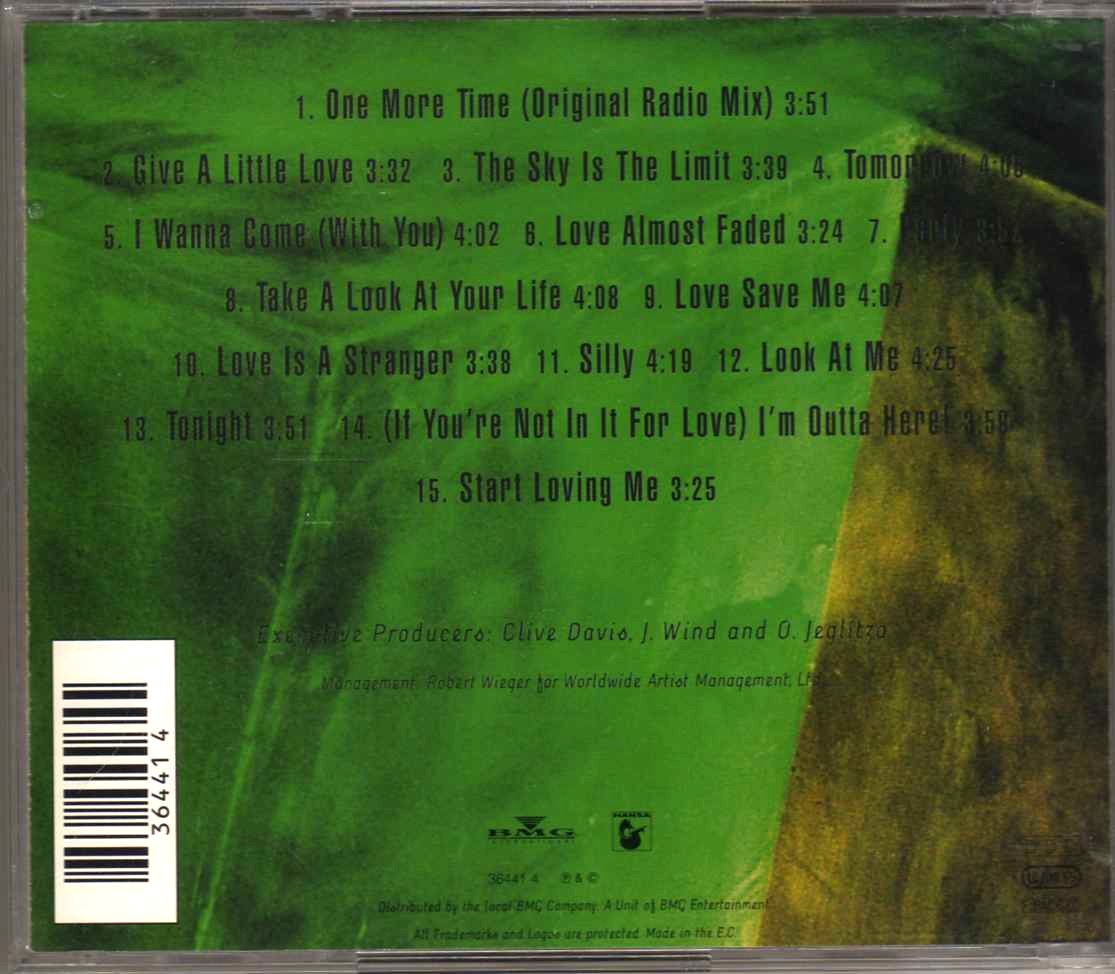 1. One More Time (Original Radio Mix) 3:51
2. Give A Little Love 3:32 3. The Sky Is The Limit 3:39 4. Tomorrow
5. I Wanna Come (With You) 4:02 6. Love Almost Faded 3:24 7.
8. Take A Look At Your Life 4:08 9. Love Save Me 4:07
10. Love Is A Stranger 3:38 11. Silly 4:19 12. Look At Me 4:25
13. Tonight 3:51 14. (If You're Not In It For Love) I'm Outta Here!
15. Start Loving Me 3:25
Executive Producers: Clive Davis, J. Wind and O. Jeglitza
Management: Robert Wieger for Worldwide Artist Management, Ltd.
36441 4
BMG
INTERNATIONAL
HANSA
36441 4 ℗ & ©
Distributed by the local BMG Company. A Unit of BMG Entertainment
All Trademarks and Logos are protected. Made in the E.C.